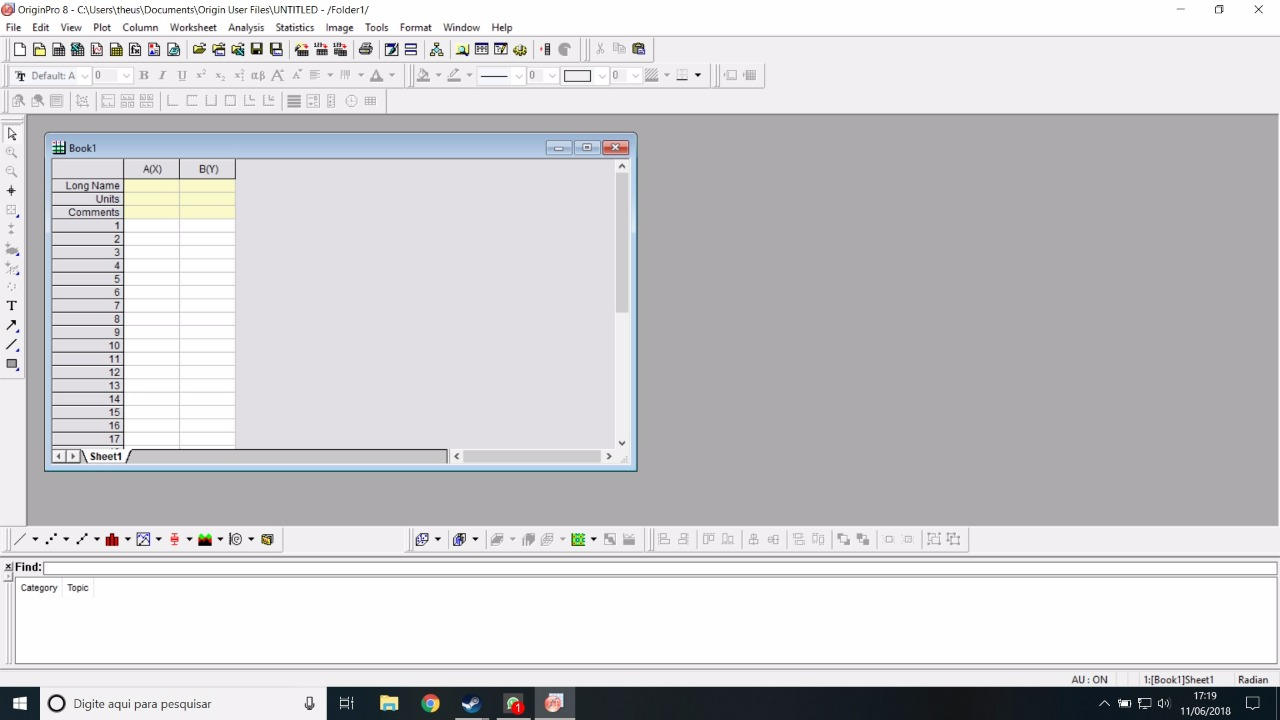 OriginPro 8 - C:\Users\theus\Documents\Origin User Files\UNTITLED - /Folder1/
File Edit View Plot Column Worksheet Analysis Statistics Image Tools Format Window Help
Default: A 0 B I U αβ A A 0 0
Book1
A(X) B(Y)
Long Name
Units
Comments
1
2
3
4
5
6
7
8
9
10
11
12
13
14
15
16
17
Sheet1
Find:
Category Topic
AU : ON 1:[Book1]Sheet1 Radian
Digite aqui para pesquisar
1
17:19
11/06/2018